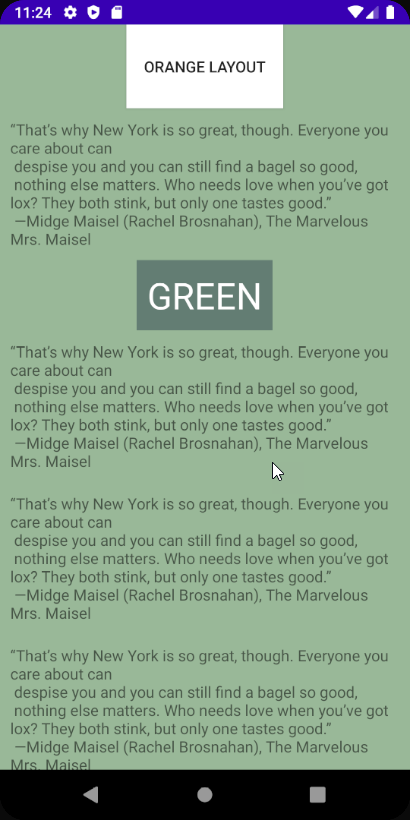 11:24
ORANGE LAYOUT
“That’s why New York is so great, though. Everyone you
care about can
despise you and you can still find a bagel so good,
nothing else matters. Who needs love when you’ve got
lox? They both stink, but only one tastes good.”
—Midge Maisel (Rachel Brosnahan), The Marvelous
Mrs. Maisel
GREEN
“That’s why New York is so great, though. Everyone you
care about can
despise you and you can still find a bagel so good,
nothing else matters. Who needs love when you’ve got
lox? They both stink, but only one tastes good.”
—Midge Maisel (Rachel Brosnahan), The Marvelous
Mrs. Maisel
“That’s why New York is so great, though. Everyone you
care about can
despise you and you can still find a bagel so good,
nothing else matters. Who needs love when you’ve got
lox? They both stink, but only one tastes good.”
—Midge Maisel (Rachel Brosnahan), The Marvelous
Mrs. Maisel
“That’s why New York is so great, though. Everyone you
care about can
despise you and you can still find a bagel so good,
nothing else matters. Who needs love when you’ve got
lox? They both stink, but only one tastes good.”
—Midge Maisel (Rachel Brosnahan), The Marvelous
Mrs. Maisel